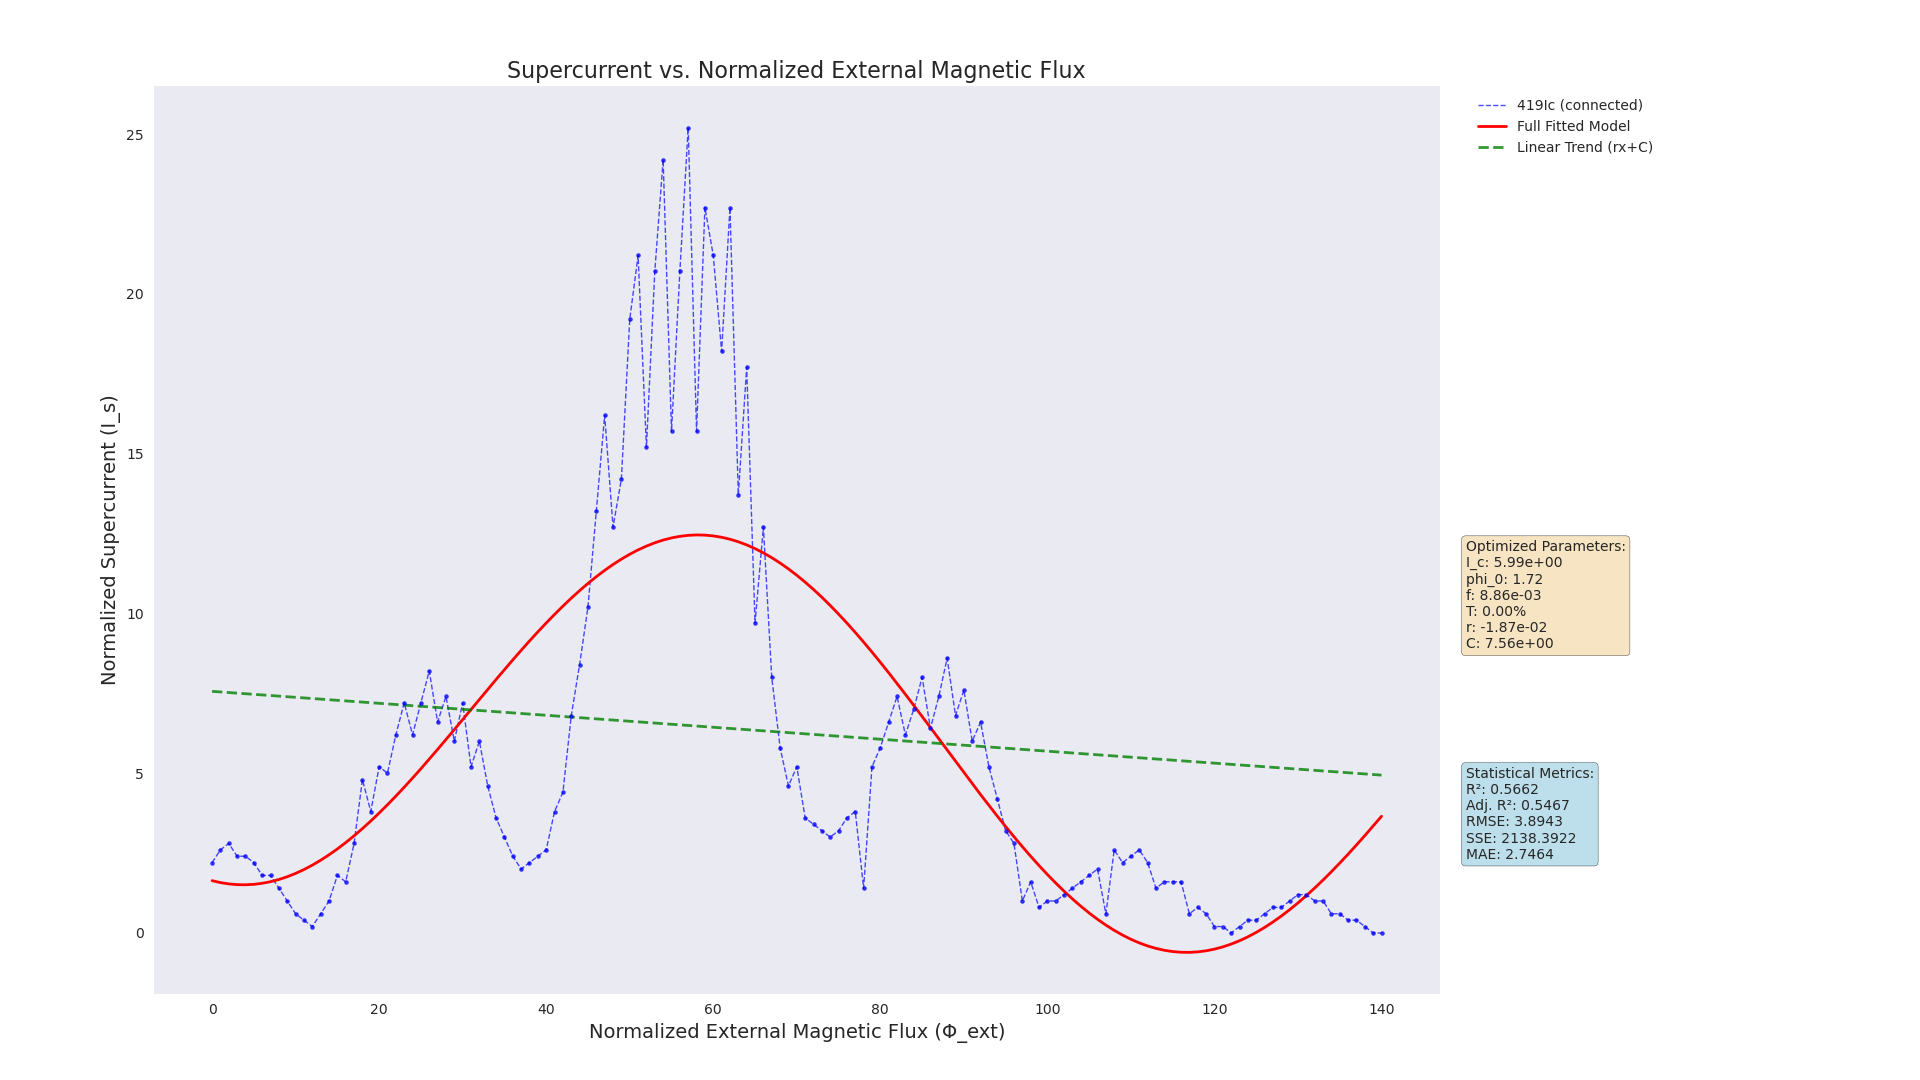 Supercurrent vs. Normalized External Magnetic Flux
419Ic (connected)
Full Fitted Model
Linear Trend (rx+C)
Normalized Supercurrent (I_s)
25
20
15
10
5
0
0 20 40 60 80 100 120 140
Normalized External Magnetic Flux (Φ_ext)
Optimized Parameters:
I_c: 5.99e+00
phi_0: 1.72
f: 8.86e-03
T: 0.00%
r: -1.87e-02
C: 7.56e+00
Statistical Metrics:
R²: 0.5662
Adj. R²: 0.5467
RMSE: 3.8943
SSE: 2138.3922
MAE: 2.7464